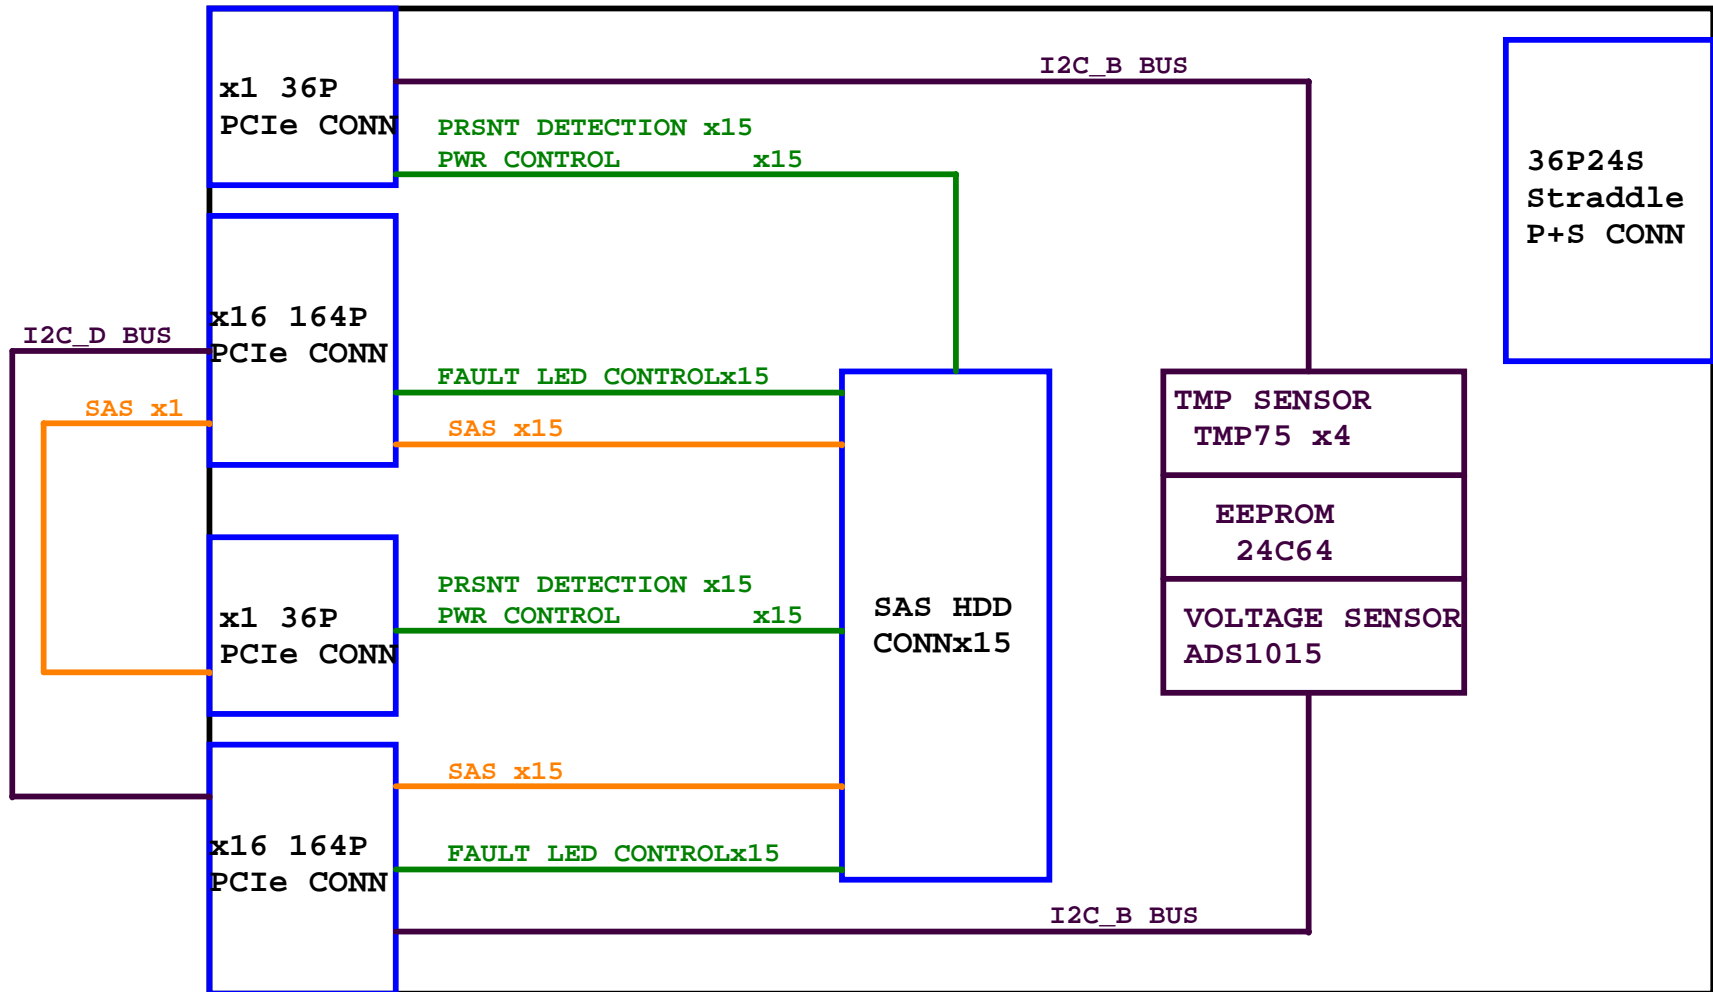 I2C_B BUS
x1 36P
PCIe CONN
PRSNT DETECTION x15
PWR CONTROL x15
36P24S
Straddle
P+S CONN
x16 164P
PCIe CONN
I2C_D BUS
SAS x1
FAULT LED CONTROLx15
SAS x15
TMP SENSOR
TMP75 x4
EEPROM
24C64
VOLTAGE SENSOR
ADS1015
SAS HDD
CONNx15
x1 36P
PCIe CONN
PRSNT DETECTION x15
PWR CONTROL x15
SAS x15
x16 164P
PCIe CONN
FAULT LED CONTROLx15
I2C_B BUS